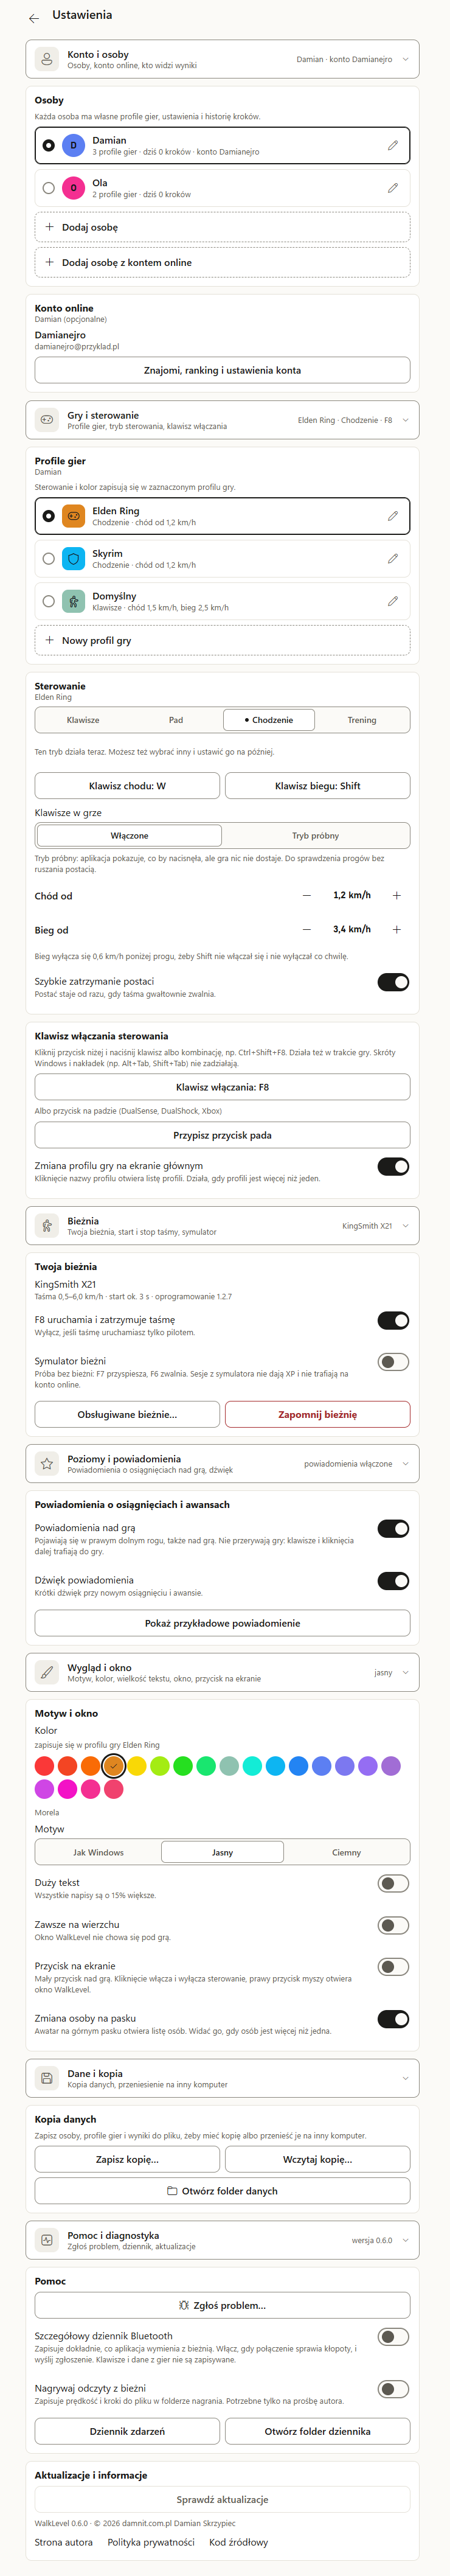 Ustawienia
Konto i osoby
Osoby, konto online, kto widzi wyniki
Damian · konto Damianejro
Osoby
Każda osoba ma własne profile gier, ustawienia i historię kroków.
D
Damian
3 profile gier · dziś 0 kroków · konto Damianejro
O
Ola
2 profile gier · dziś 0 kroków
Dodaj osobę
Dodaj osobę z kontem online
Konto online
Damian (opcjonalne)
Damianejro
damianejro@przyklad.pl
Znajomi, ranking i ustawienia konta
Gry i sterowanie
Profile gier, tryb sterowania, klawisz włączania
Elden Ring · Chodzenie · F8
Profile gier
Damian
Sterowanie i kolor zapisują się w zaznaczonym profilu gry.
Elden Ring
Chodzenie · chód od 1,2 km/h
Skyrim
Chodzenie · chód od 1,2 km/h
Domyślny
Klawisze · chód 1,5 km/h, bieg 2,5 km/h
Nowy profil gry
Sterowanie
Elden Ring
Klawisze
Pad
• Chodzenie
Trening
Ten tryb działa teraz. Możesz też wybrać inny i ustawić go na później.
Klawisz chodu: W
Klawisz biegu: Shift
Klawisze w grze
Włączone
Tryb próbny
Tryb próbny: aplikacja pokazuje, co by nacisnęła, ale gra nic nie dostaje. Do sprawdzenia progów bez
ruszania postacią.
Chód od
— 1,2 km/h +
Bieg od
— 3,4 km/h +
Bieg wyłącza się 0,6 km/h poniżej progu, żeby Shift nie włączał się i nie wyłączał co chwilę.
Szybkie zatrzymanie postaci
Postać staje od razu, gdy taśma gwałtownie zwalnia.
Klawisz włączania sterowania
Kliknij przycisk niżej i naciśnij klawisz albo kombinację, np. Ctrl+Shift+F8. Działa też w trakcie gry. Skróty
Windows i nakładek (np. Alt+Tab, Shift+Tab) nie zadziałają.
Klawisz włączania: F8
Albo przycisk na padzie (DualSense, DualShock, Xbox)
Przypisz przycisk pada
Zmiana profilu gry na ekranie głównym
Kliknięcie nazwy profilu otwiera listę profili. Działa, gdy profili jest więcej niż jeden.
Bieżnia
Twoja bieżnia, start i stop taśmy, symulator
KingSmith X21
Twoja bieżnia
KingSmith X21
Taśma 0,5–6,0 km/h · start ok. 3 s · oprogramowanie 1.2.7
F8 uruchamia i zatrzymuje taśmę
Wyłącz, jeśli taśmę uruchamiasz tylko pilotem.
Symulator bieżni
Próba bez bieżni: F7 przyspiesza, F6 zwalnia. Sesje z symulatora nie dają XP i nie trafiają na
konto online.
Obsługiwane bieżnie...
Zapomnij bieżnię
Poziomy i powiadomienia
Powiadomienia o osiągnięciach nad grą, dźwięk
powiadomienia włączone
Powiadomienia o osiągnięciach i awansach
Powiadomienia nad grą
Pojawiają się w prawym dolnym rogu, także nad grą. Nie przerywają gry: klawisze i kliknięcia
dalej trafiają do gry.
Dźwięk powiadomienia
Krótki dźwięk przy nowym osiągnięciu i awansie.
Pokaż przykładowe powiadomienie
Wygląd i okno
Motyw, kolor, wielkość tekstu, okno, przycisk na ekranie
jasny
Motyw i okno
Kolor
zapisuje się w profilu gry Elden Ring
Morela
Motyw
Jak Windows
Jasny
Ciemny
Duży tekst
Wszystkie napisy są o 15% większe.
Zawsze na wierzchu
Okno WalkLevel nie chowa się pod grą.
Przycisk na ekranie
Mały przycisk nad grą. Kliknięcie włącza i wyłącza sterowanie, prawy przycisk myszy otwiera
okno WalkLevel.
Zmiana osoby na pasku
Awatar na górnym pasku otwiera listę osób. Widać go, gdy osób jest więcej niż jedna.
Dane i kopia
Kopia danych, przeniesienie na inny komputer
Kopia danych
Zapisz osoby, profile gier i wyniki do pliku, żeby mieć kopię albo przenieść je na inny komputer.
Zapisz kopię...
Wczytaj kopię...
Otwórz folder danych
Pomoc i diagnostyka
Zgłoś problem, dziennik, aktualizacje
wersja 0.6.0
Pomoc
Zgłoś problem...
Szczegółowy dziennik Bluetooth
Zapisuje dokładnie, co aplikacja wymienia z bieżnią. Włącz, gdy połączenie sprawia kłopoty, i
wyślij zgłoszenie. Klawisze i dane z gier nie są zapisywane.
Nagrywaj odczyty z bieżni
Zapisuje prędkość i kroki do pliku w folderze nagrania. Potrzebne tylko na prośbę autora.
Dziennik zdarzeń
Otwórz folder dziennika
Aktualizacje i informacje
Sprawdź aktualizacje
WalkLevel 0.6.0 · © 2026 damnit.com.pl Damian Skrzypiec
Strona autora
Polityka prywatności
Kod źródłowy